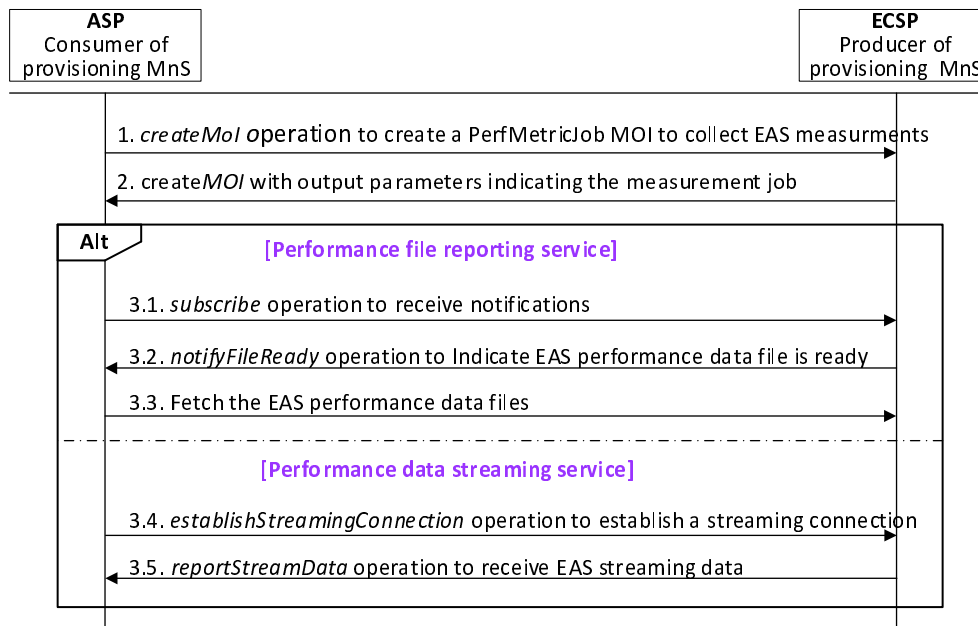 ASP
Consumer of
provisioning MnS
ECSP
Producer of
provisioning MnS
1. createMoI operation to create a PerfMetricJob MOI to collect EAS measurments
2. createMOI with output parameters indicating the measurement job
Alt
[Performance file reporting service]
3.1. subscribe operation to receive notifications
3.2. notifyFileReady operation to Indicate EAS performance data file is ready
3.3. Fetch the EAS performance data files
[Performance data streaming service]
3.4. establishStreamingConnection operation to establish a streaming connection
3.5. reportStreamData operation to receive EAS streaming data